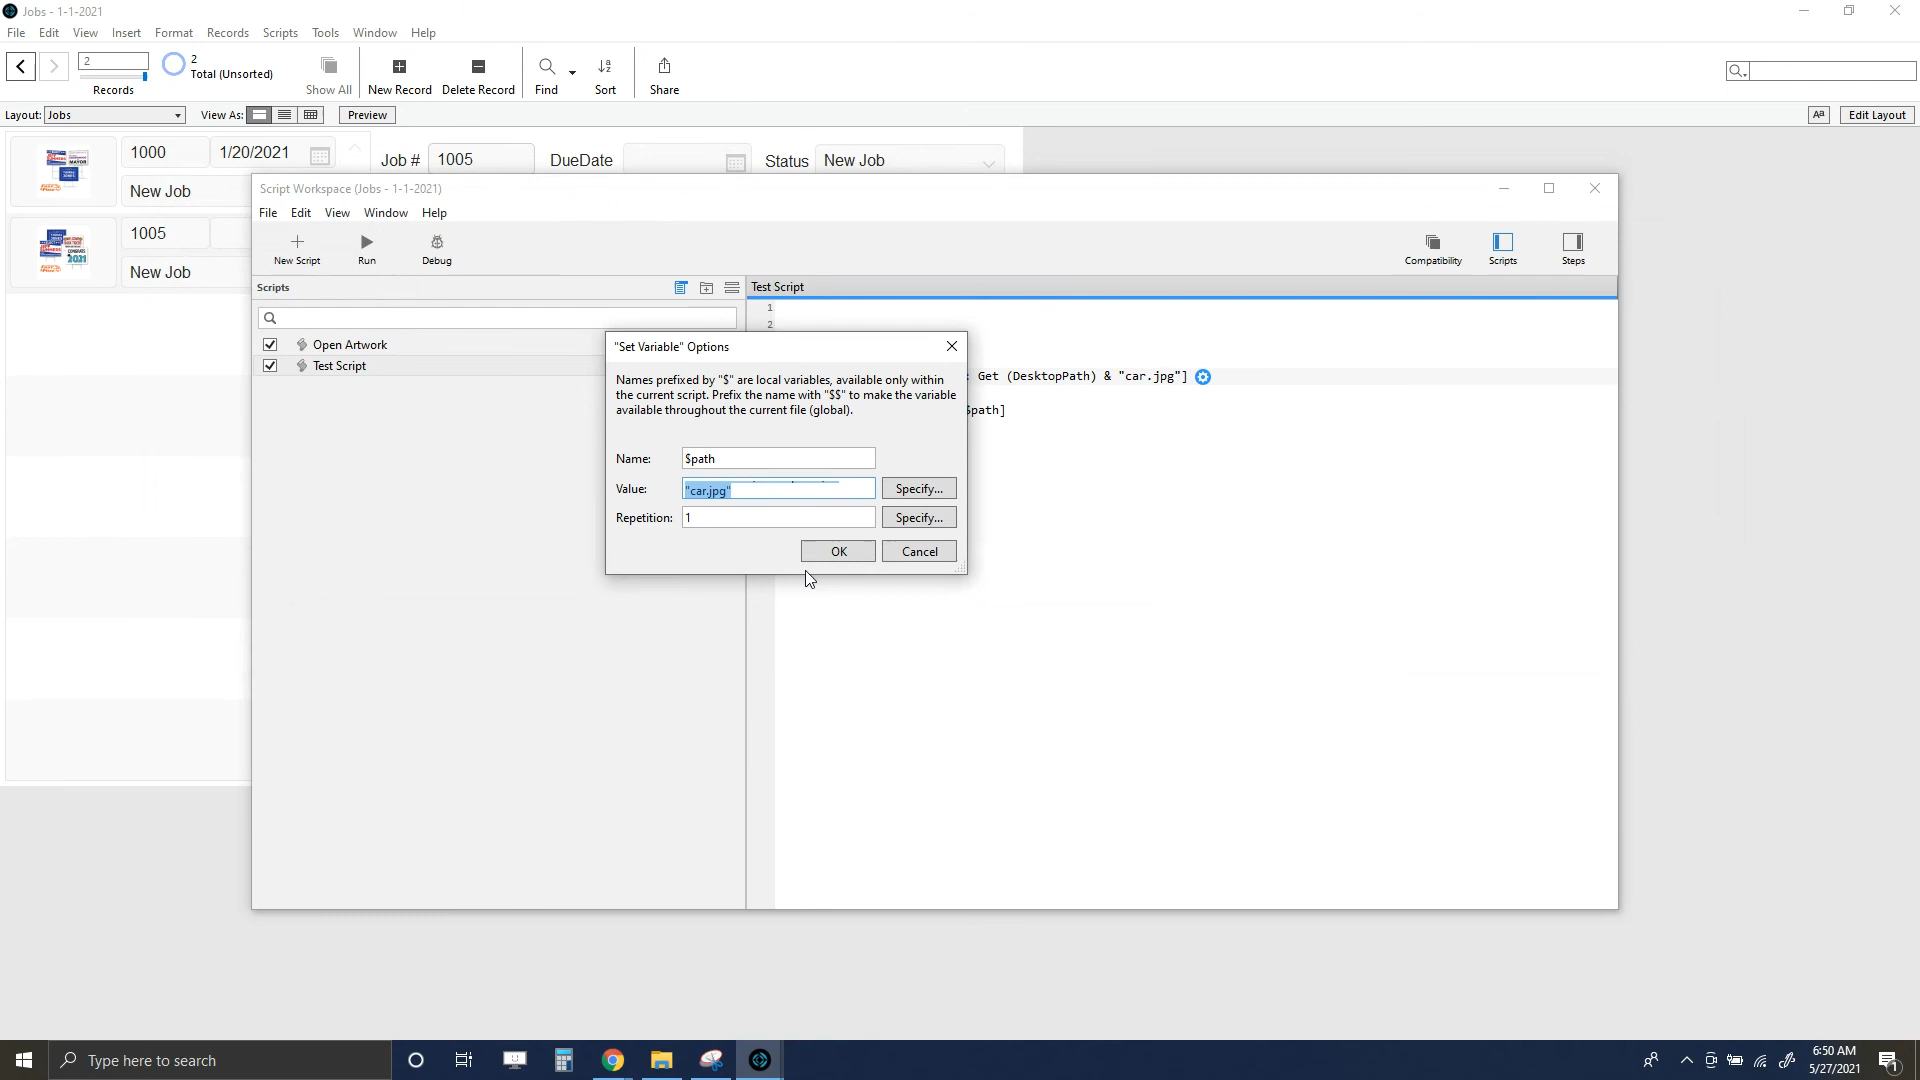 Jobs - 1-1-2021
File Edit View Insert Format Records Scripts Tools Window Help
2
2
Total (Unsorted)
Records
Show All
New Record
Delete Record
Find
Sort
Share
Layout: Jobs
View As:
Preview
Aa
Edit Layout
1000
1/20/2021
New Job
MAYOR
1005
New Job
CONGRATS
2021
Job # 1005
DueDate
Status New Job
Script Workspace (Jobs - 1-1-2021)
File Edit View Window Help
New Script
Run
Debug
Compatibility
Scripts
Steps
Scripts
Open Artwork
Test Script
Test Script
1
2
: Get (DesktopPath) & "car.jpg"]
$path]
"Set Variable" Options
Names prefixed by "$" are local variables, available only within
the current script. Prefix the name with "$$" to make the variable
available throughout the current file (global).
Name: $path
Value: "car.jpg" Specify...
Repetition: 1 Specify...
OK Cancel
Type here to search
6:50 AM
5/27/2021
1